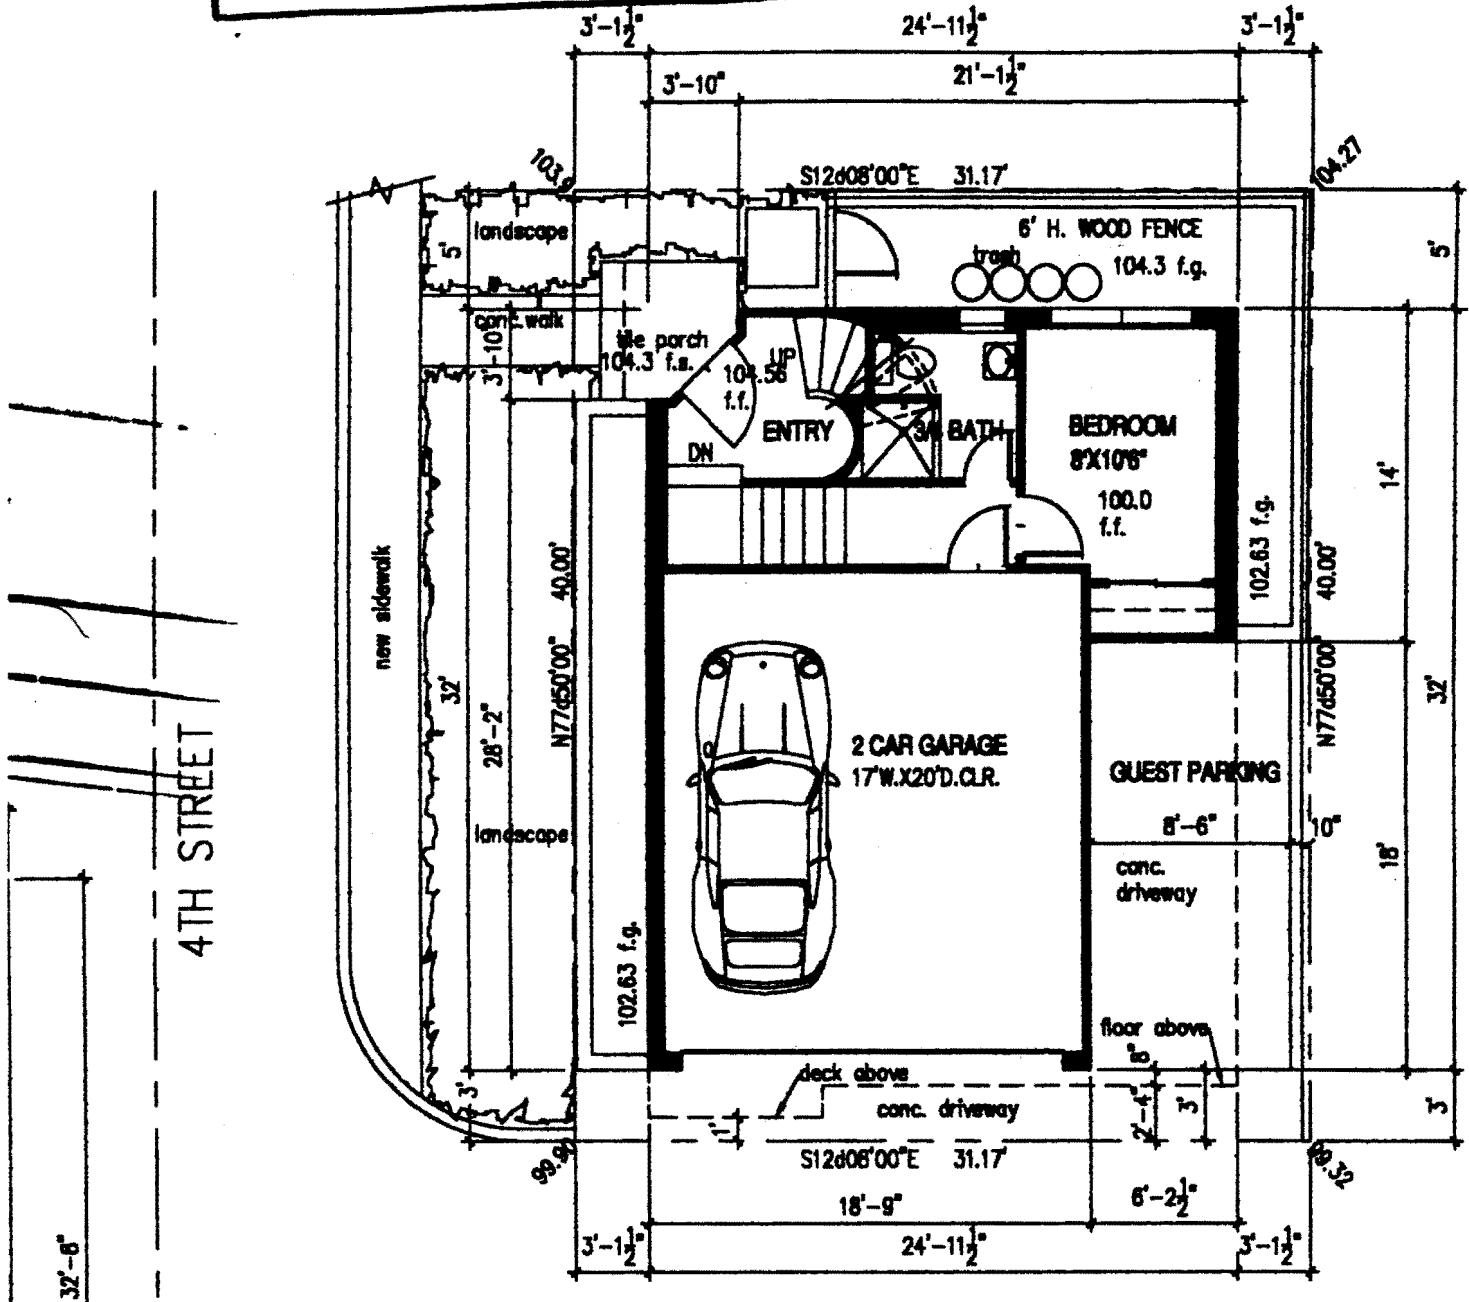 3'-1½"
24'-11½"
3'-1½"
3'-10"
21'-1½"
104.27
S12d08'00"E 31.17'
landscape
6' H. WOOD FENCE
trash
104.3 f.g.
5'
5'
conc. walk
3'-10"
tile porch
104.3 f.s.
UP
104.56
f.f.
ENTRY
3/4 BATH
BEDROOM
8'X10'6"
100.0
f.f.
DN
14'
102.63 f.g.
new sidewalk
N77d50'00" 40.00'
N77d50'00" 40.00'
32'
28'-2"
32'
4TH STREET
2 CAR GARAGE
17'W.X20'D.CLR.
GUEST PARKING
8'-6"
10"
landscape
conc.
driveway
18'
102.63 f.g.
floor above
8"
deck above
conc. driveway
3'
1'
2'-4"
3'
3'
S12d08'00"E 31.17'
99.32
18'-9"
6'-2½"
3'-1½"
24'-11½"
3'-1½"